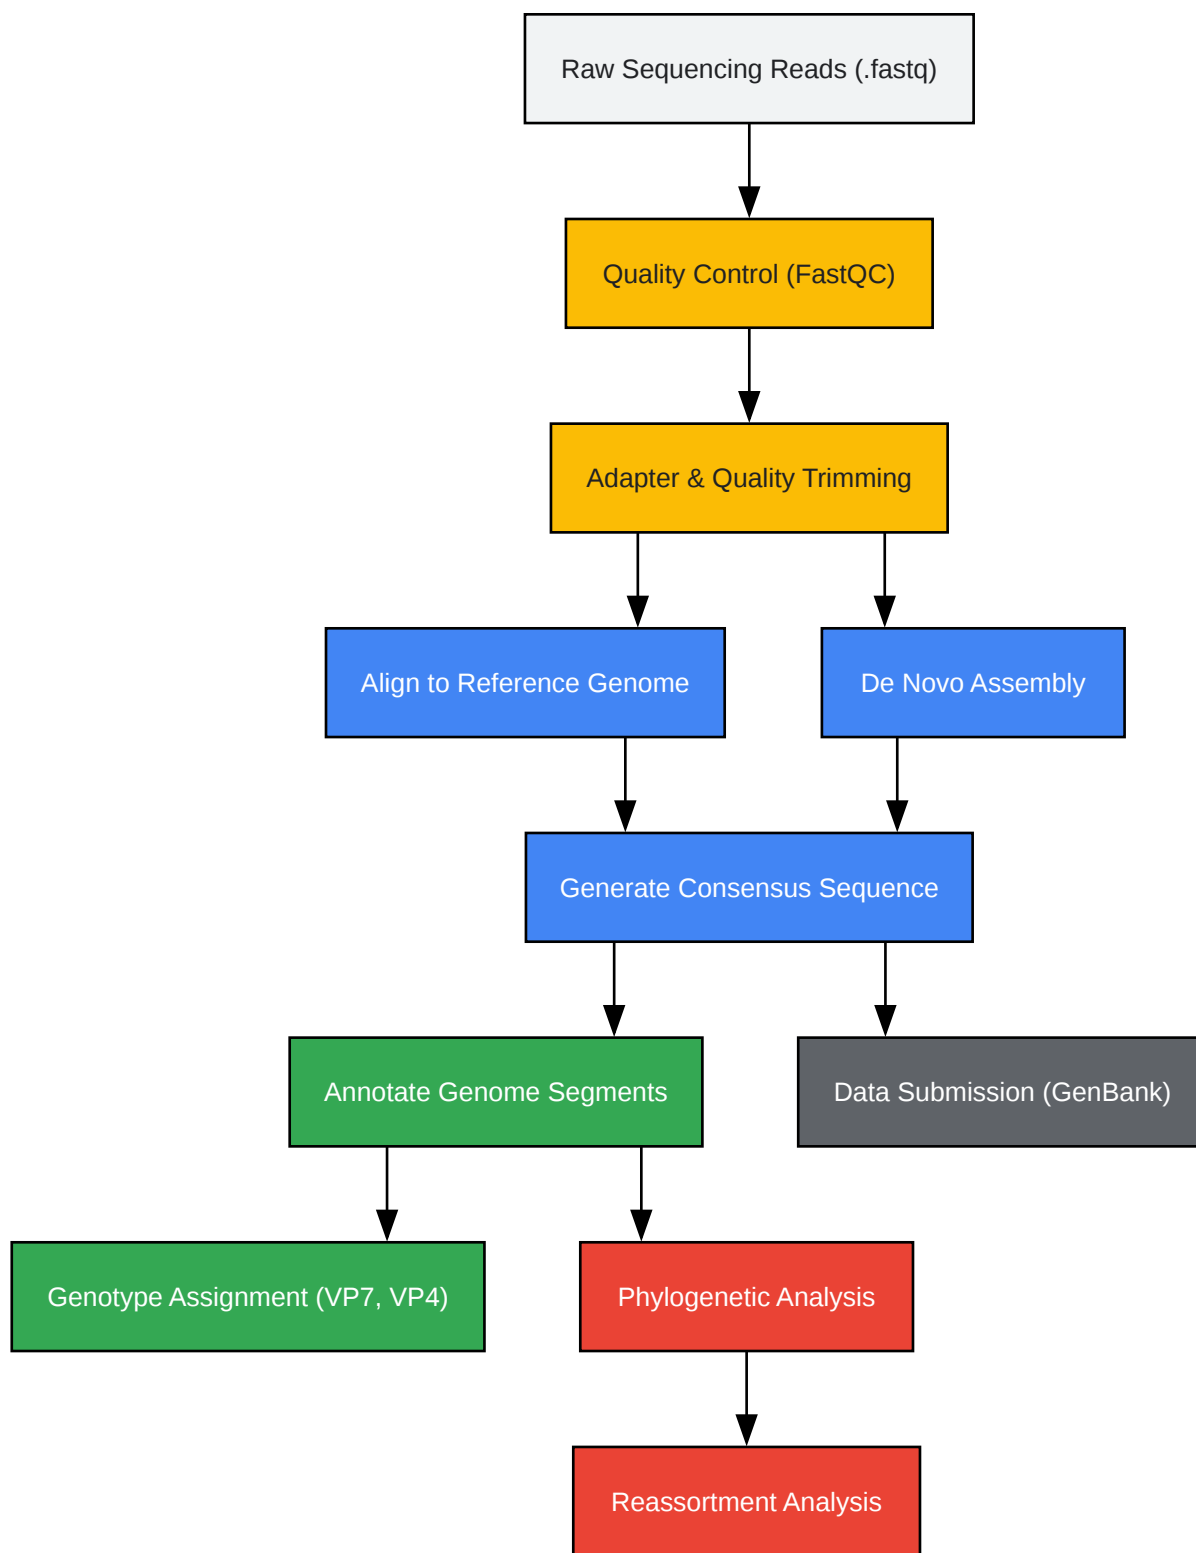 Raw Sequencing Reads (.fastq)
Quality Control (FastQC)
Adapter & Quality Trimming
Align to Reference Genome
De Novo Assembly
Generate Consensus Sequence
Annotate Genome Segments
Data Submission (GenBank)
Genotype Assignment (VP7, VP4)
Phylogenetic Analysis
Reassortment Analysis